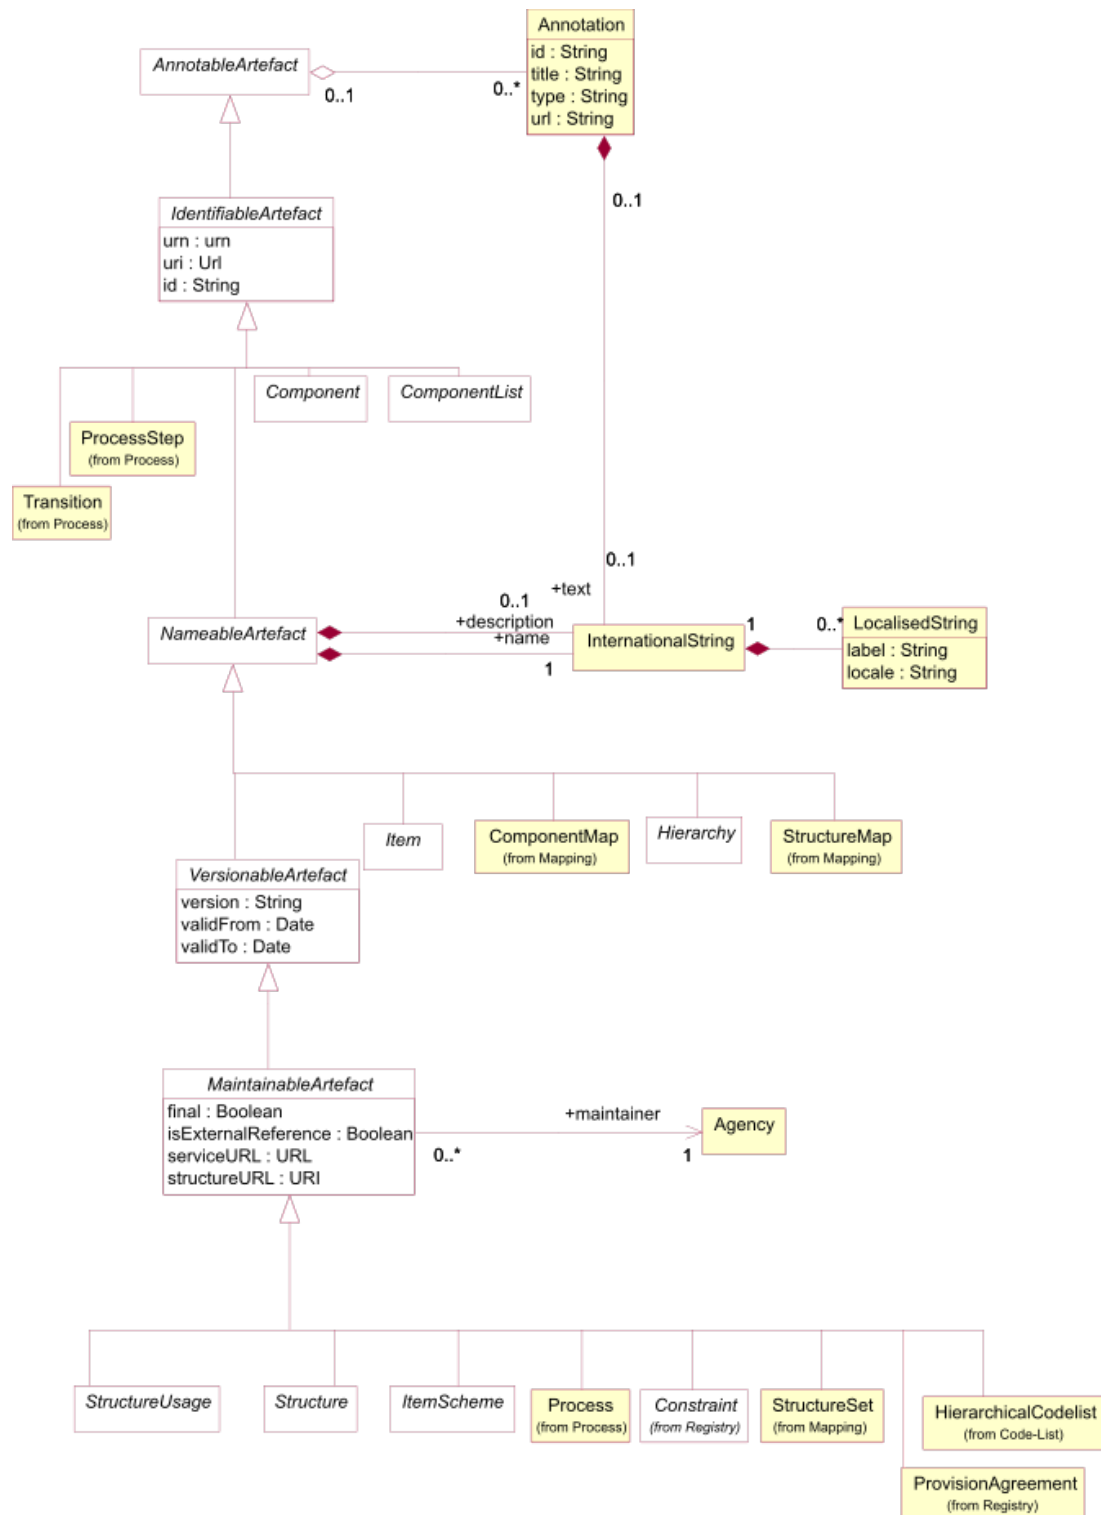 Annotation
id : String
title : String
type : String
url : String
AnnotableArtefact
0..1
0..*
0..1
IdentifiableArtefact
urn : urn
uri : Url
id : String
Component
ComponentList
ProcessStep
(from Process)
Transition
(from Process)
0..1
+text
0..1
+description
+name
1
NameableArtefact
InternationalString
1
0..*
LocalisedString
label : String
locale : String
Item
ComponentMap
(from Mapping)
Hierarchy
StructureMap
(from Mapping)
VersionableArtefact
version : String
validFrom : Date
validTo : Date
MaintainableArtefact
final : Boolean
isExternalReference : Boolean
serviceURL : URL
structureURL : URI
+maintainer
0..*
1
Agency
StructureUsage
Structure
ItemScheme
Process
(from Process)
Constraint
(from Registry)
StructureSet
(from Mapping)
HierarchicalCodelist
(from Code-List)
ProvisionAgreement
(from Registry)